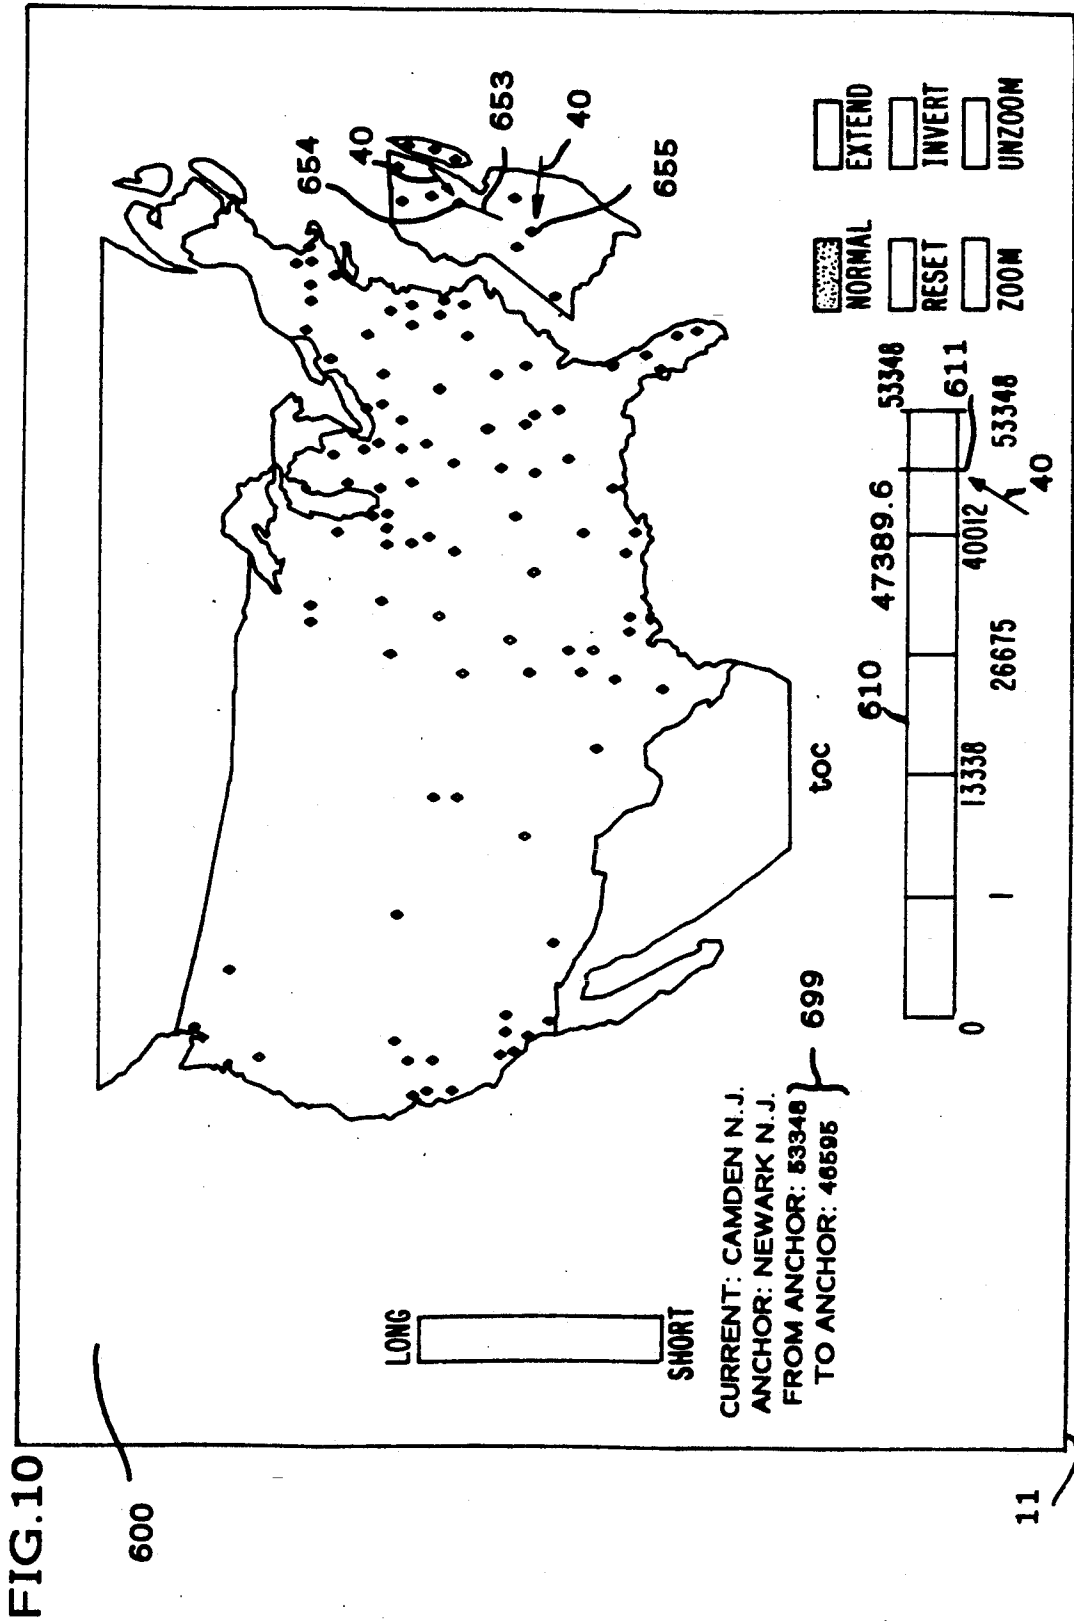 FIG.10
600
11
654
40
653
40
655
LONG
SHORT
toc
CURRENT: CAMDEN N.J.
ANCHOR: NEWARK N.J.
FROM ANCHOR: 53348
TO ANCHOR: 46595
699
610
47389.6
53348
611
0
1
13338
26675
40012
53348
40
NORMAL
EXTEND
RESET
INVERT
ZOOM
UNZOOM